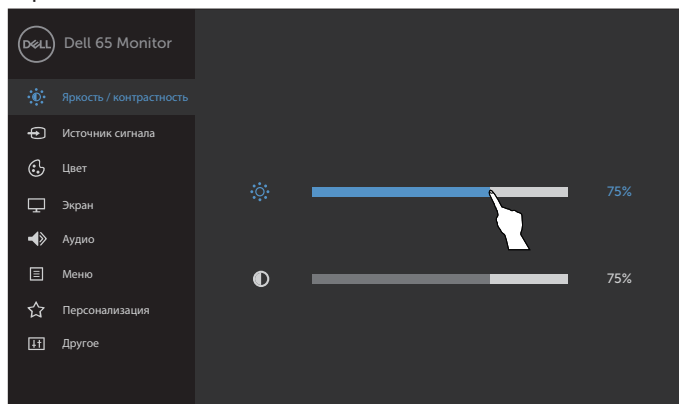 DELL
Dell 65 Monitor
Яркость / контрастность
Источник сигнала
Цвет
75%
Экран
Аудио
Меню
75%
Персонализация
Другое